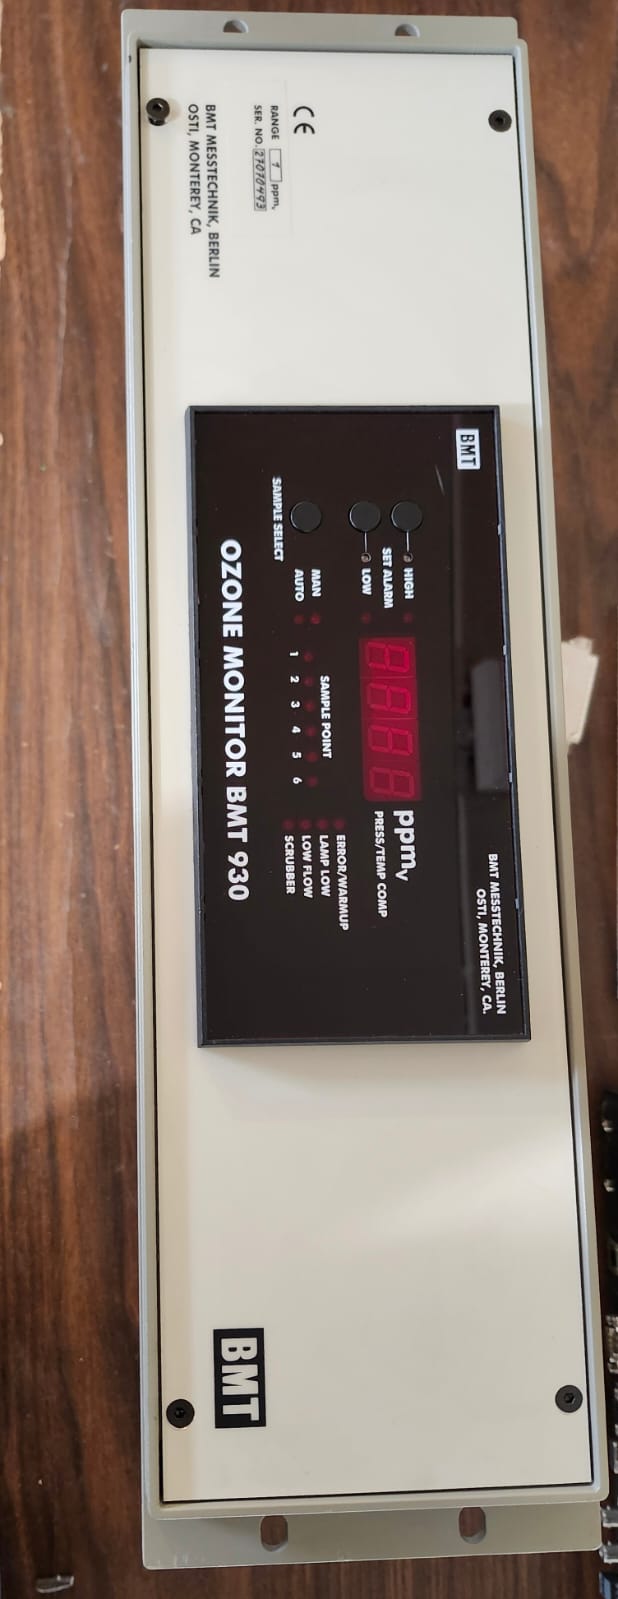 CE
RANGE 1 ppmv
SER. NO. 27070493
BMT MESSTECHNIK, BERLIN
OSTI, MONTEREY, CA
BMT
BMT MESSTECHNIK, BERLIN
OSTI, MONTEREY, CA.
HIGH
SET ALARM
LOW
8888
ppmv
PRESS/TEMP COMP
SAMPLE SELECT
MAN
AUTO
SAMPLE POINT
1 2 3 4 5 6
ERROR/WARMUP
LAMP LOW
LOW FLOW
SCRUBBER
OZONE MONITOR BMT 930
BMT